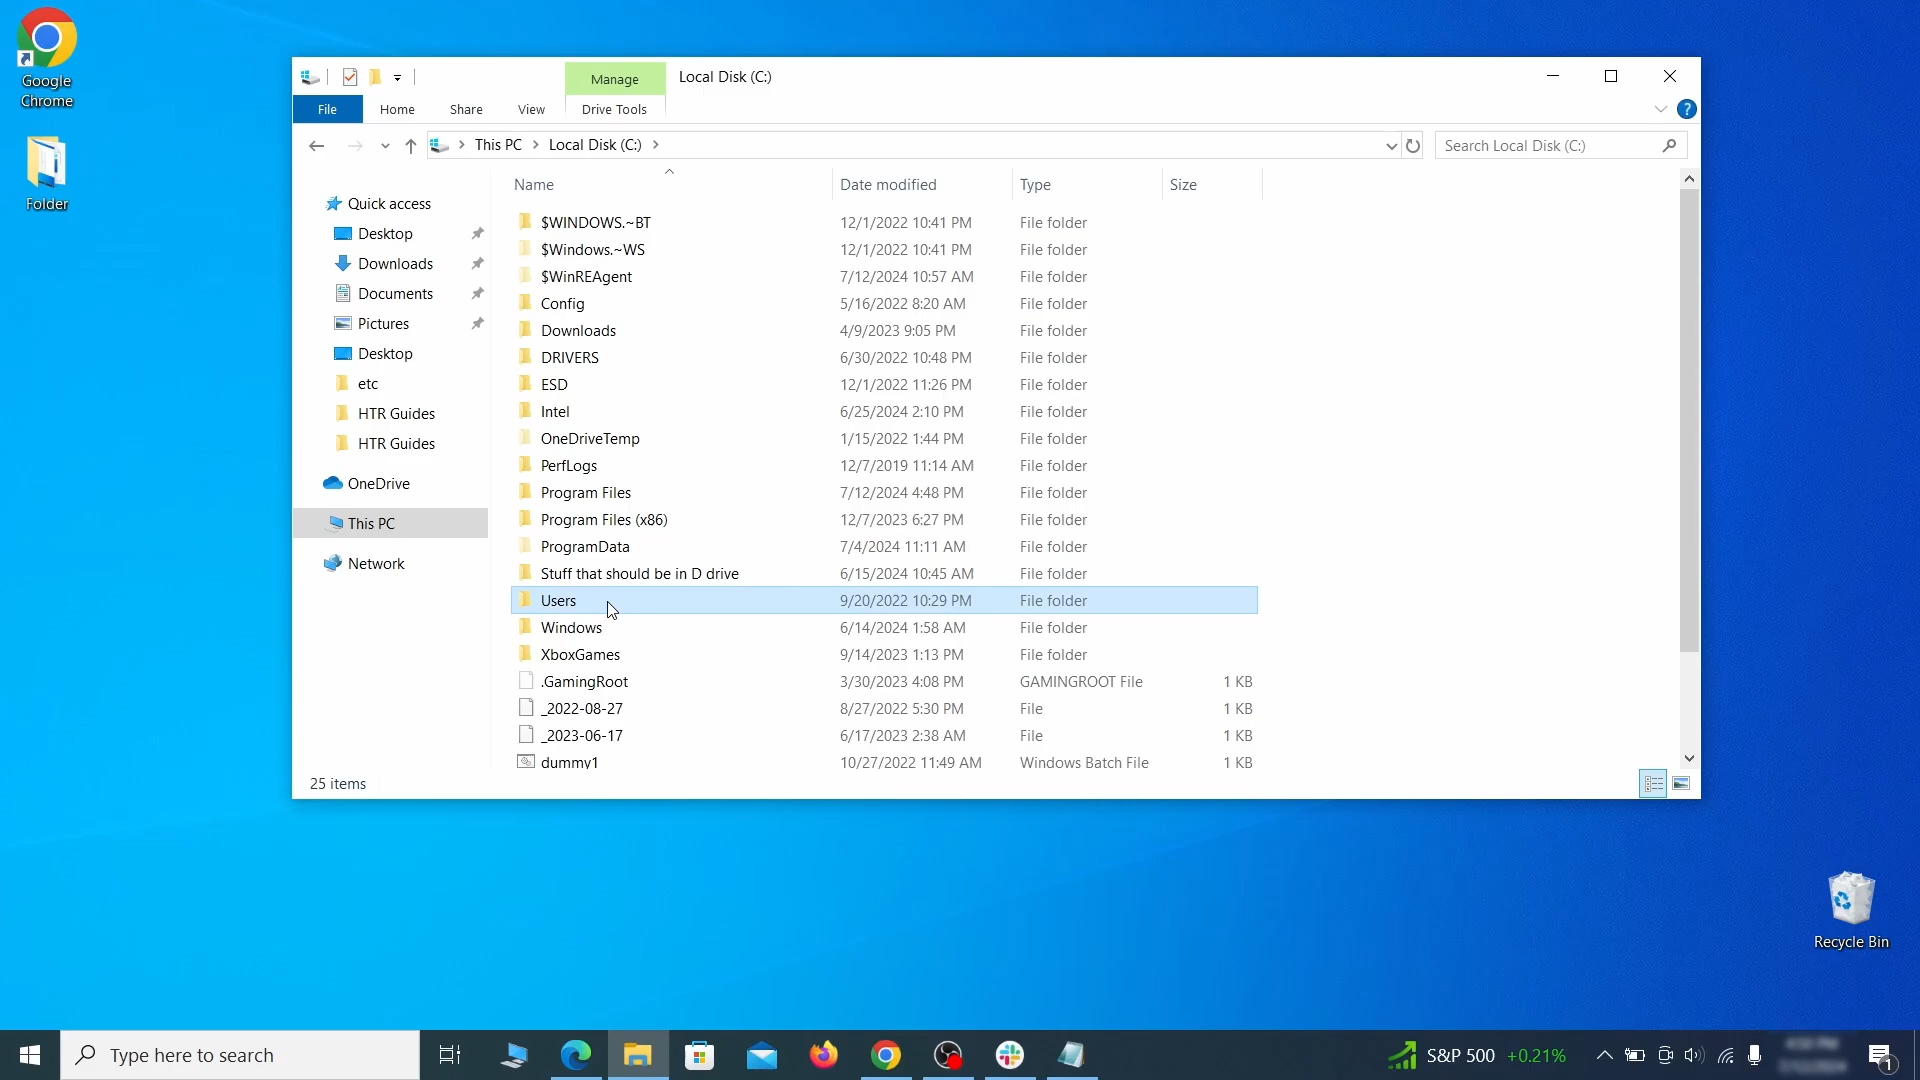 Google
Chrome
Folder
Manage
Local Disk (C:)
File
Home
Share
View
Drive Tools
?
This PC
Local Disk (C:)
Search Local Disk (C:)
Quick access
Desktop
Downloads
Documents
Pictures
Desktop
etc
HTR Guides
HTR Guides
OneDrive
This PC
Network
Name Date modified Type Size
$WINDOWS.~BT 12/1/2022 10:41 PM File folder
$Windows.~WS 12/1/2022 10:41 PM File folder
$WinREAgent 7/12/2024 10:57 AM File folder
Config 5/16/2022 8:20 AM File folder
Downloads 4/9/2023 9:05 PM File folder
DRIVERS 6/30/2022 10:48 PM File folder
ESD 12/1/2022 11:26 PM File folder
Intel 6/25/2024 2:10 PM File folder
OneDriveTemp 1/15/2022 1:44 PM File folder
PerfLogs 12/7/2019 11:14 AM File folder
Program Files 7/12/2024 4:48 PM File folder
Program Files (x86) 12/7/2023 6:27 PM File folder
ProgramData 7/4/2024 11:11 AM File folder
Stuff that should be in D drive 6/15/2024 10:45 AM File folder
Users 9/20/2022 10:29 PM File folder
Windows 6/14/2024 1:58 AM File folder
XboxGames 9/14/2023 1:13 PM File folder
.GamingRoot 3/30/2023 4:08 PM GAMINGROOT File 1 KB
_2022-08-27 8/27/2022 5:30 PM File 1 KB
_2023-06-17 6/17/2023 2:38 AM File 1 KB
dummy1 10/27/2022 11:49 AM Windows Batch File 1 KB
25 items
Recycle Bin
Type here to search
S&P 500 +0.21%
1